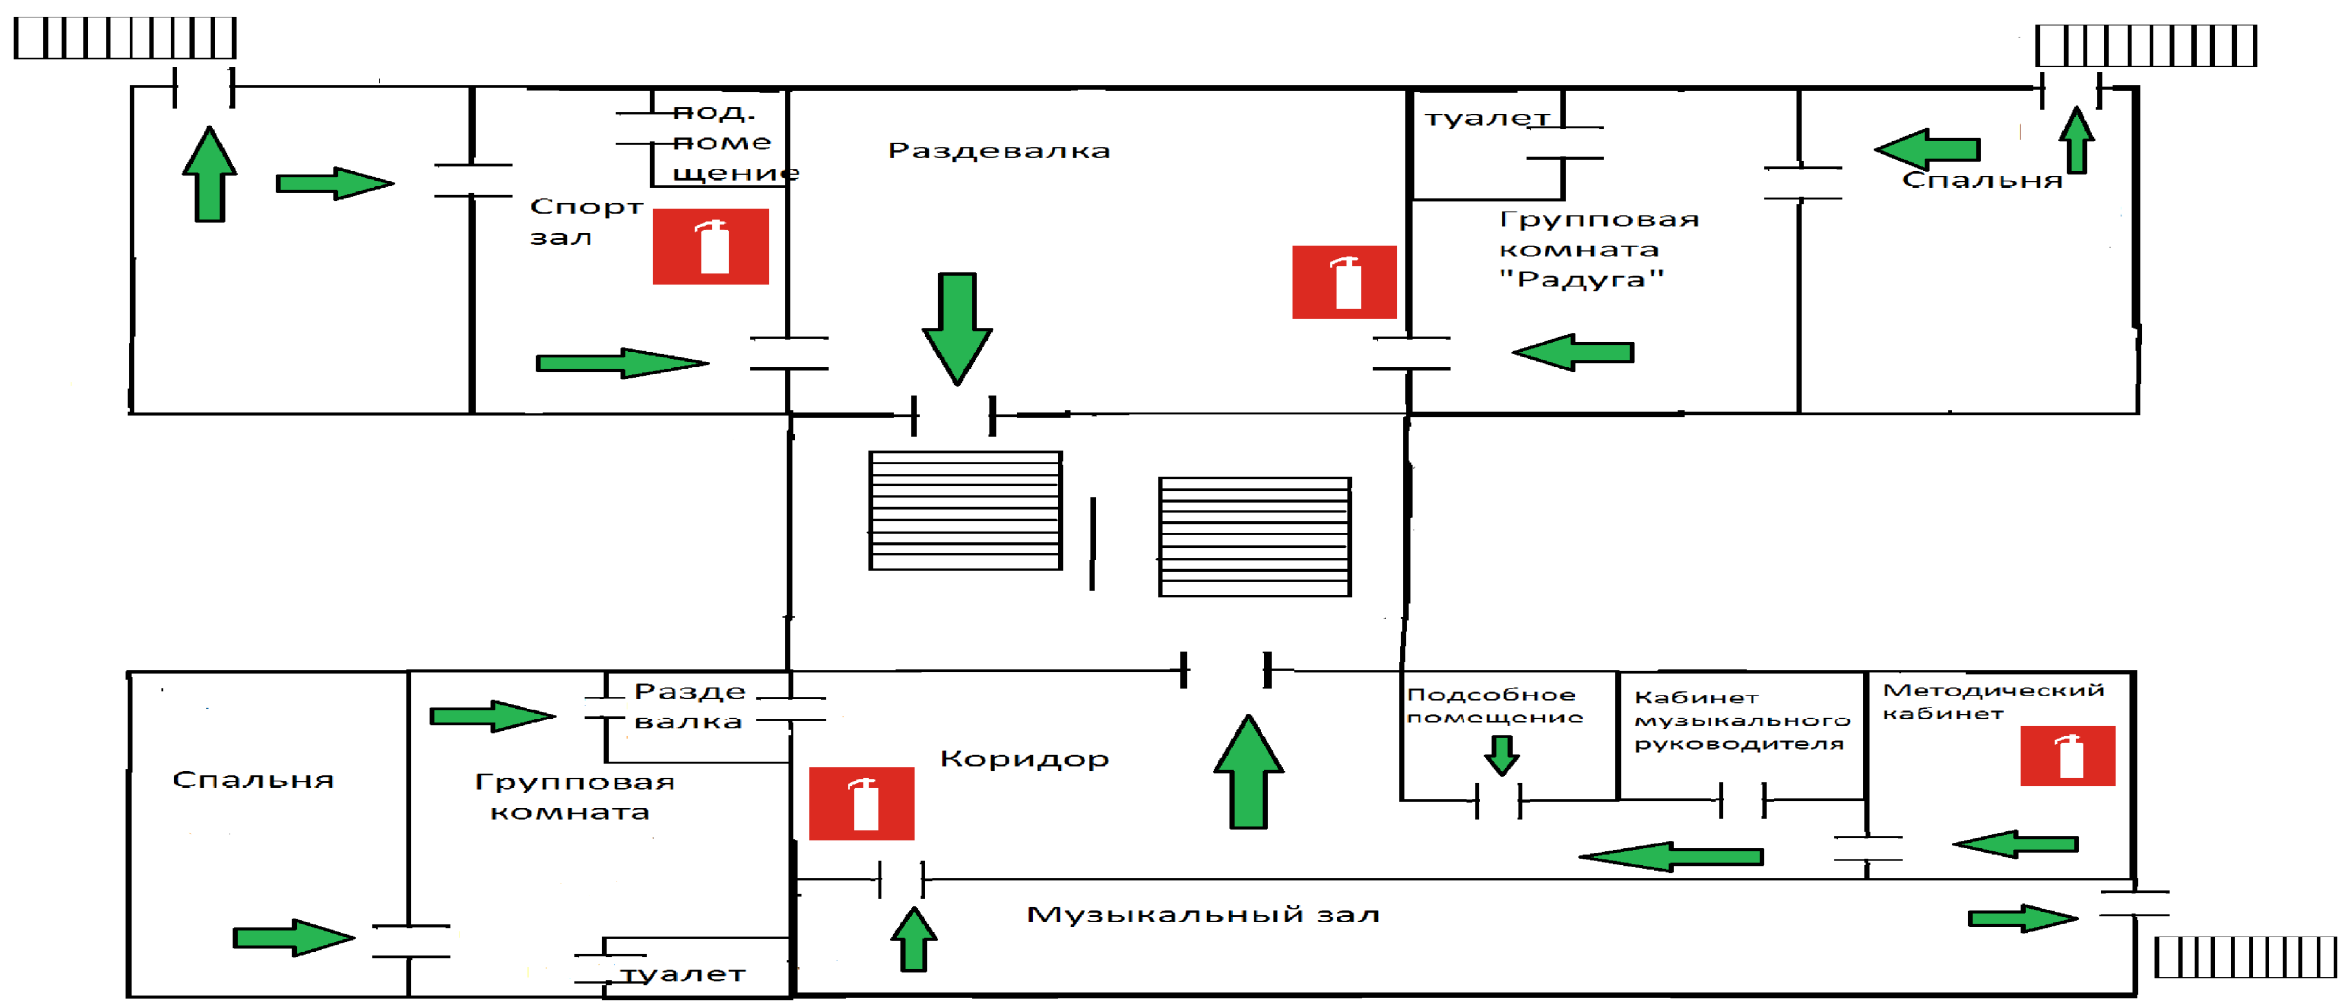 под.
поме
щение
Раздевалка
туалет
Спальня
Спорт
зал
Групповая
комната
"Радуга"
Разде
валка
Подсобное
помещение
Кабинет
музыкального
руководителя
Методический
кабинет
Коридор
Спальня
Групповая
комната
Музыкальный зал
туалет